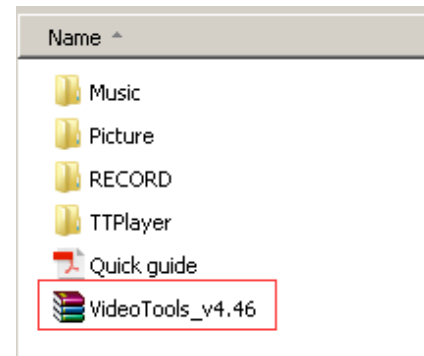 Name
Music
Picture
RECORD
TTPlayer
Quick guide
VideoTools_v4.46